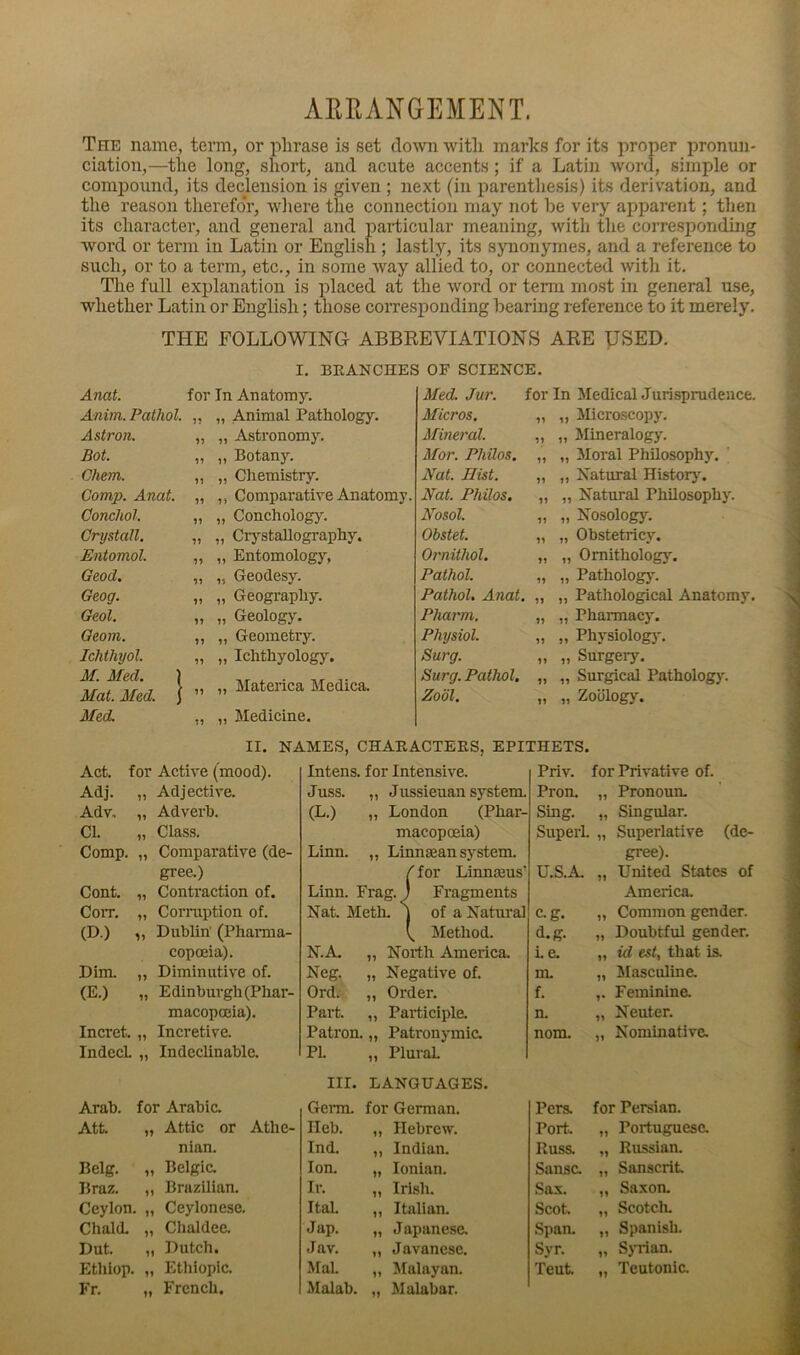 ARRANGEMENT.
THE name, term, or phrase is set down with marks for its proper pronun-
ciation,—the long, short, and acute accents; if a Latin word, simple or
compound, its declension is given; next (in parenthesis) its derivation, and
the reason therefor, where the connection may not be very apparent; then
its character, and general and particular meaning, with the corresponding
word or term in Latin or English; lastly, its synonymes, and a reference to
such, or to a term, etc., in some way allied to, or connected with it.
The full explanation is placed at the word or term most in general use,
whether Latin or English; those corresponding bearing reference to it merely.
THE FOLLOWING ABBREVIATIONS ARE USED.
I. BRANCHES OF SCIENCE.
Anat. for In Anatomy.
Anim. Pathol. „ „ Animal Pathology.
Astron. „ „ Astronomy.
Bot. „ „ Botany.
Chem. „ „ Chemistry.
Comp. Anat. „ „ Comparative Anatomy.
Conchol. „ „ Conchology.
Crystall. „ „ Crystallography.
Entomol. „ „ Entomology,
Geod. „ „ Geodesy.
Geog. „ „ Geography.
Geol. „ „ Geology.
Geom. „ „ Geometry.
Ichthyol. „ „ Ichthyology.
M. Med. }
Mat. Med. } „ „ Materica Medica.
Med. „ „ Medicine.
Med. Jur. for In Medical Jurisprudence.
Micros. „ „ Microscopy.
Mineral. „ „ Mineralogy.
Mor. Philos. „ „ Moral Philosophy.
Nat. Hist. „ „ Natural History.
Nat. Philos. „ „ Natural Philosophy.
Nosol. „ „ Nosology.
Obstet. „ „ Obstetricy.
Ornithol. „ „ Ornithology.
Pathol. „ „ Pathology.
Pathol. Anat. „ „ Pathological Anatomy.
Pharm. „ „ Pharmacy.
Physiol. „ „ Physiology.
Surg. „ „ Surgery.
Surg. Pathol. „ „ Surgical Pathology.
Zoöl. „ „ Zoölogy.
II. NAMES, CHARACTERS, EPITHETS.
Act. for Active (mood).
Adj. „ Adjective.
Adv. „ Adverb.
Cl. „ Class.
Comp. „ Comparative (de-
gree.)
Cont. „ Contraction of.
Corr. „ Corruption of.
(D.) „ Dublin (Pharma-
copœia).
Dim. „ Diminutive of.
(E.) „ Edinburgh (Phar-
macopœia).
Incret. „ Incretive.
Indecl. „ Indeclinable.
Intens. for Intensive.
Juss. „ Jussieuan system.
(L.) „ London (Phar-
macopœia)
Linn. „ Linnæan system.
{ for Linnæus'
Linn. Frag. } Fragments
Nat. Meth. } of a Natural
{ Method.
N.A. „ North America.
Neg. „ Negative of.
Ord. „ Order.
Part. „ Participle.
Patron. „ Patronymic.
Pl. „ Plural.
Priv. for Privative of.
Pron. „ Pronoun.
Sing. „ Singular.
Superl. „ Superlative (de-
gree).
U.S.A. „ United States of
America.
c. g. „ Common gender.
d. g. „ Doubtful gender.
i. e. „ id est, that is.
m. „ Masculine.
f. „ Feminine.
n. „ Neuter.
nom. „ Nominative.
III. LANGUAGES.
Arab. for Arabic.
Att. „ Attic or Athe-
nian.
Belg. „ Belgic.
Braz. „ Brazilian.
Ceylon. „ Ceylonese.
Chald. „ Chaldee.
Dut. „ Dutch.
Ethiop. „ Ethiopic.
Fr. „ French.
Germ. for German.
Heb. „ Hebrew.
Ind. „ Indian.
Ion. „ Ionian.
Ir. „ Irish.
Ital. „ Italian.
Jap. „ Japanese.
Jav. „ Javanese.
Mal. „ Malayan.
Malab. „ Malabar.
Pers. for Persian.
Port. „ Portuguese.
Russ. „ Russian.
Sansc. „ Sanscrit.
Sax. „ Saxon.
Scot. „ Scotch.
Span. „ Spanish.
Syr. „ Syrian.
Teut. „ Teutonic.